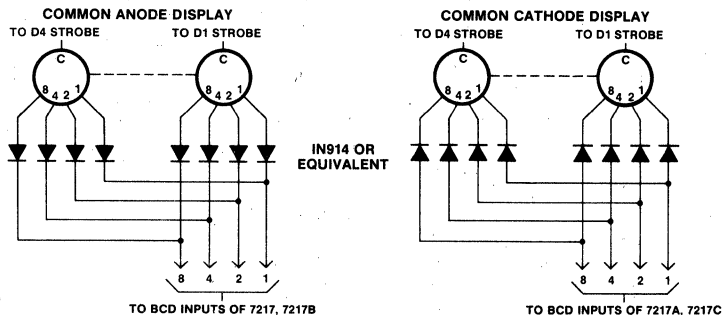 COMMON ANODE DISPLAY
TO D4 STROBE TO D1 STROBE
C C
8 4 2 1 8 4 2 1
8 4 2 1
TO BCD INPUTS OF 7217, 7217B
IN914 OR
EQUIVALENT
COMMON CATHODE DISPLAY
TO D4 STROBE TO D1 STROBE
C C
8 4 2 1 8 4 2 1
8 4 2 1
TO BCD INPUTS OF 7217A, 7217C